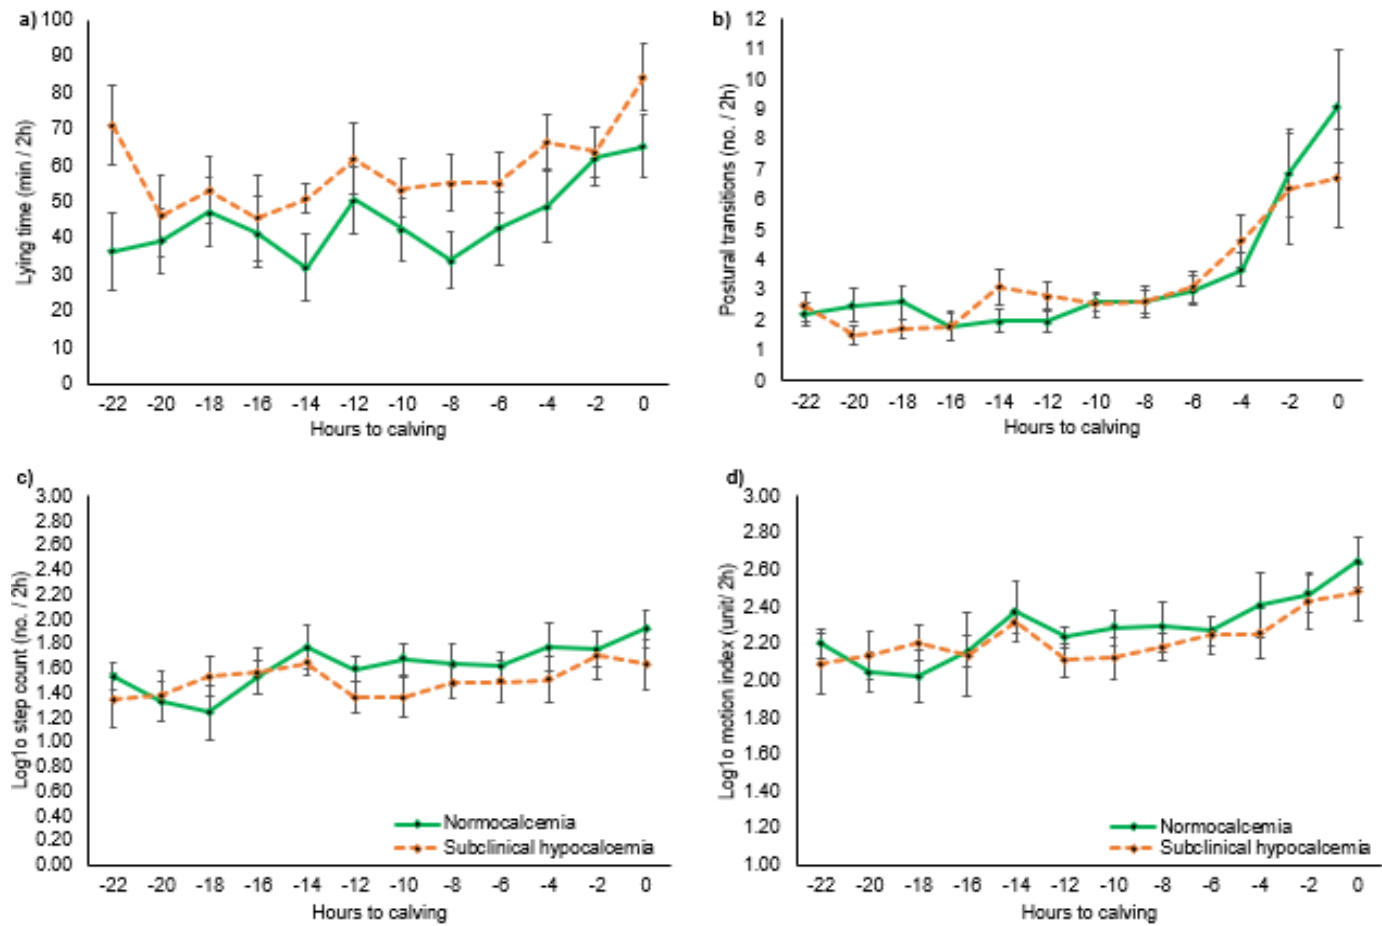 a)
Lying time (min / 2h)
100
90
80
70
60
50
40
30
20
10
0
-22 -20 -18 -16 -14 -12 -10 -8 -6 -4 -2 0
Hours to calving
b)
Postural transitions (no. / 2h)
12
11
10
9
8
7
6
5
4
3
2
1
0
-22 -20 -18 -16 -14 -12 -10 -8 -6 -4 -2 0
Hours to calving
c)
Log1o step count (no. / 2h)
3.00
2.80
2.60
2.40
2.20
2.00
1.80
1.60
1.40
1.20
1.00
0.80
0.60
0.40
0.20
0.00
Normocalcemia
Subclinical hypocalcemia
-22 -20 -18 -16 -14 -12 -10 -8 -6 -4 -2 0
Hours to calving
d)
Log1o motion index (unit/ 2h)
3.00
2.80
2.60
2.40
2.20
2.00
1.80
1.60
1.40
1.20
1.00
Normocalcemia
Subclinical hypocalcemia
-22 -20 -18 -16 -14 -12 -10 -8 -6 -4 -2 0
Hours to calving